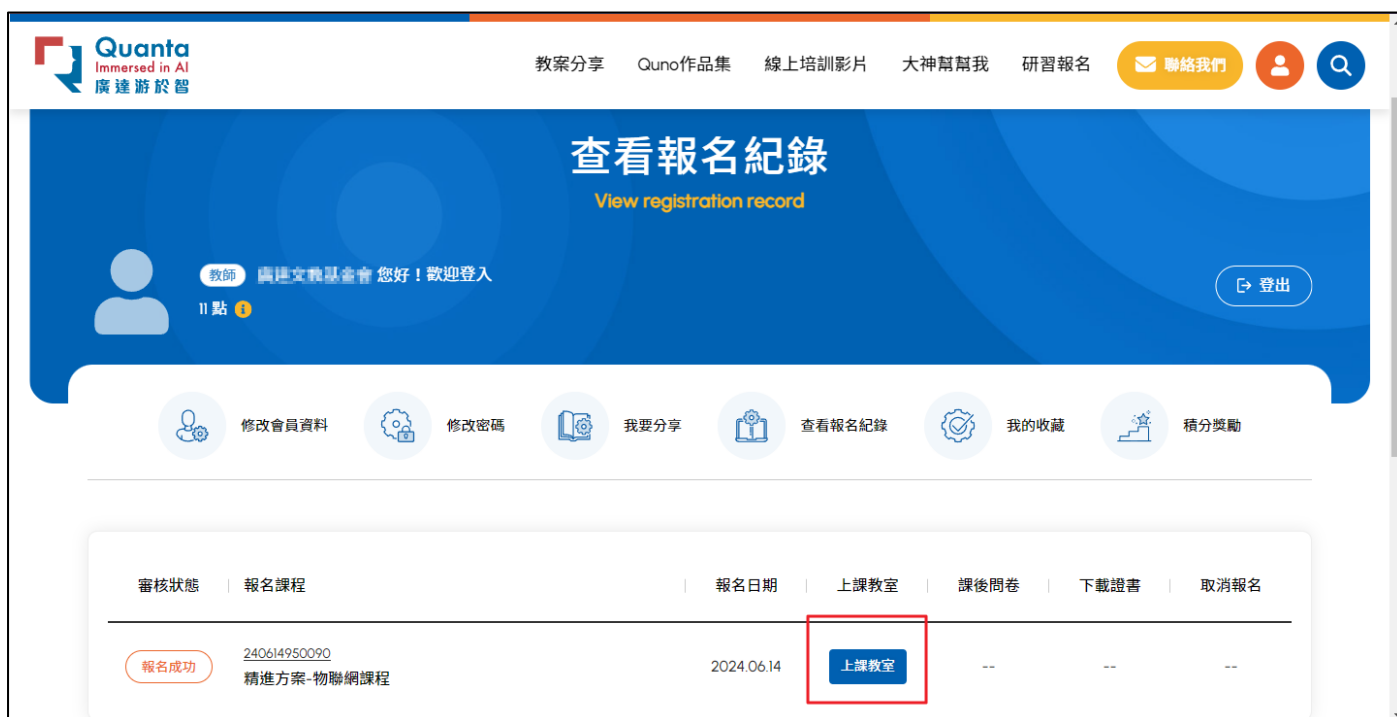 Quanta
Immersed in AI
廣達游於智
教案分享 Quno作品集 線上培訓影片 大神幫幫我 研習報名 聯絡我們
查看報名紀錄
View registration record
教師 您好！歡迎登入
11 點
登出
修改會員資料 修改密碼 我要分享 查看報名紀錄 我的收藏 積分獎勵
審核狀態 報名課程 報名日期 上課教室 課後問卷 下載證書 取消報名
報名成功 240614950090 2024.06.14 上課教室 -- -- --
精進方案-物聯網課程